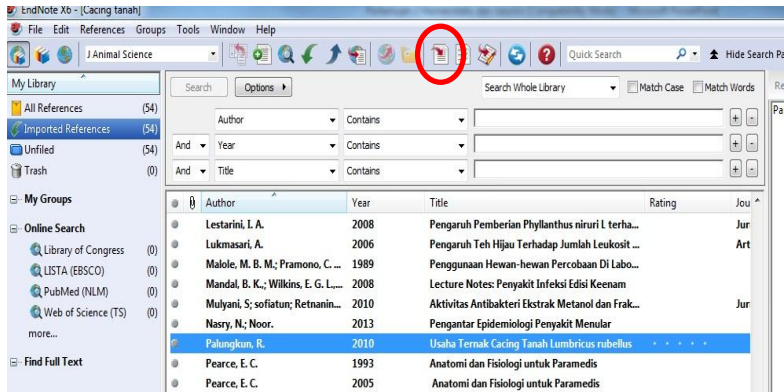 EndNote X6 - [Cacing tanah]
File Edit References Groups Tools Window Help
J Animal Science
Quick Search
Hide Search Pa
My Library
Search Options
Search Whole Library
Match Case
Match Words
Re
All References (54)
Author Contains
Pa
Imported References (54)
And Year Contains
Unfiled (54)
And Title Contains
Trash (0)
My Groups
Author Year Title Rating Jou
Online Search
Lestarini, I. A. 2008 Pengaruh Pemberian Phyllanthus niruri L terha... Jur
Library of Congress (0)
Lukmasari, A. 2006 Pengaruh Teh Hijau Terhadap Jumlah Leukosit ... Art
LISTA (EBSCO) (0)
Malole, M. B. M.; Pramono, C. ... 1989 Penggunaan Hewan-hewan Percobaan Di Labo...
PubMed (NLM) (0)
Mandal, B. K.,; Wilkins, E. G. L.,... 2008 Lecture Notes: Penyakit Infeksi Edisi Keenam
Web of Science (TS) (0)
Mulyani, S; sofiatun; Retnanin... 2010 Aktivitas Antibakteri Ekstrak Metanol dan Frak... Jur
more...
Nasry, N.; Noor. 2013 Pengantar Epidemiologi Penyakit Menular
Find Full Text
Palungkun, R. 2010 Usaha Ternak Cacing Tanah Lumbricus rubellus
Pearce, E. C. 1993 Anatomi dan Fisiologi untuk Paramedis
Pearce, E. C. 2005 Anatomi dan Fisiologi untuk Paramedis